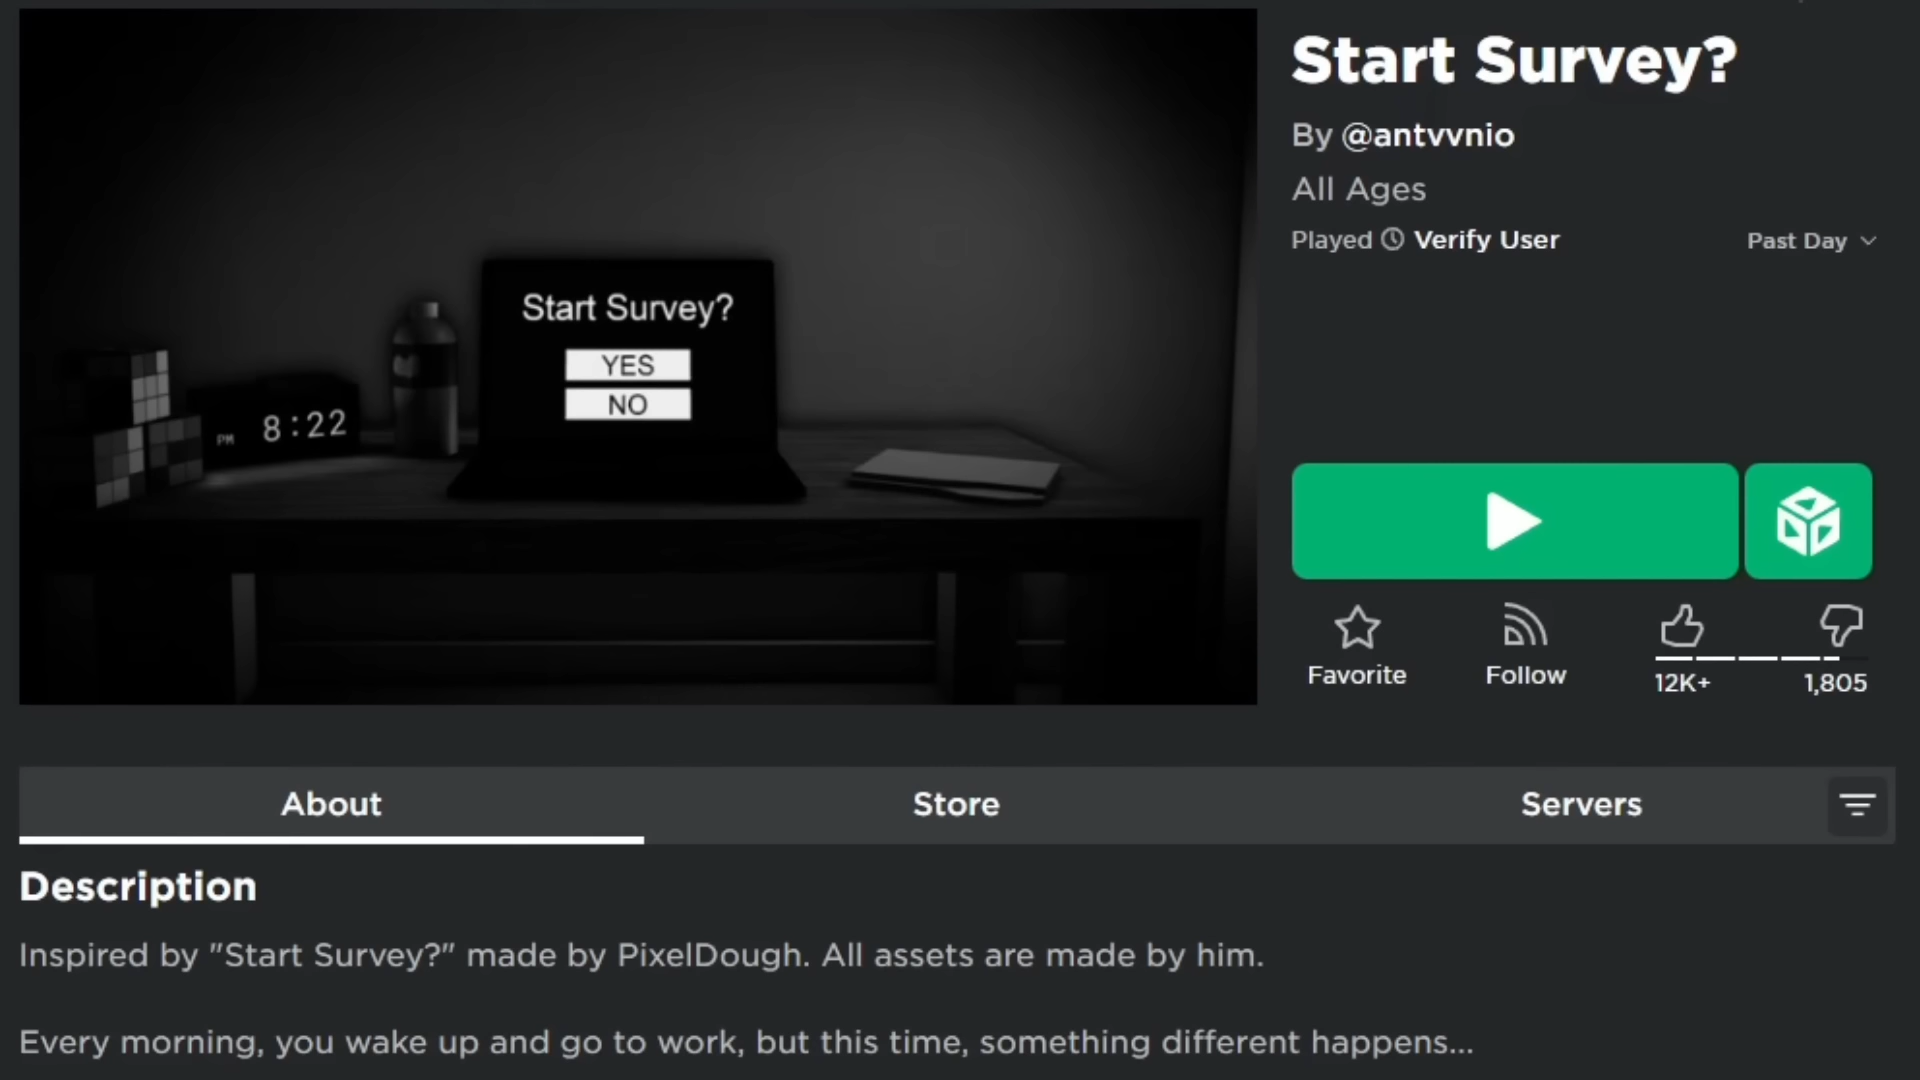 Start Survey?
YES
NO
PM 8:22
Start Survey?
By @antvvnio
All Ages
Played Verify User
Past Day
Favorite
Follow
12K+
1,805
About
Store
Servers
Description
Inspired by "Start Survey?" made by PixelDough. All assets are made by him.
Every morning, you wake up and go to work, but this time, something different happens...